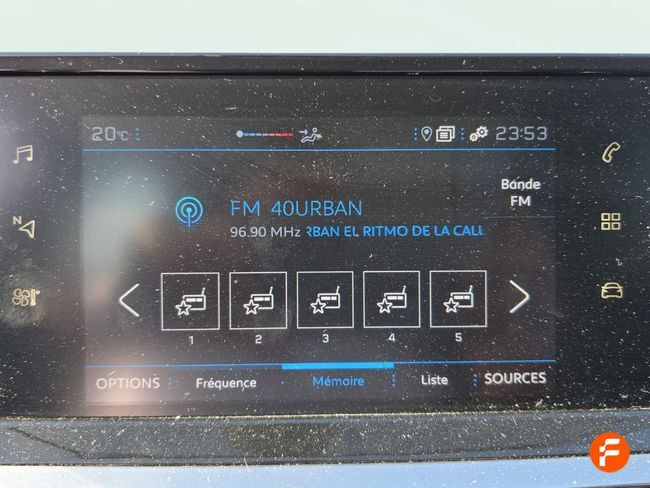 20°C 23:53
FM 40URBAN
Bande
FM
96.90 MHz RBAN EL RITMO DE LA CALL
N
1 2 3 4 5
OPTIONS Fréquence Mémoire Liste SOURCES